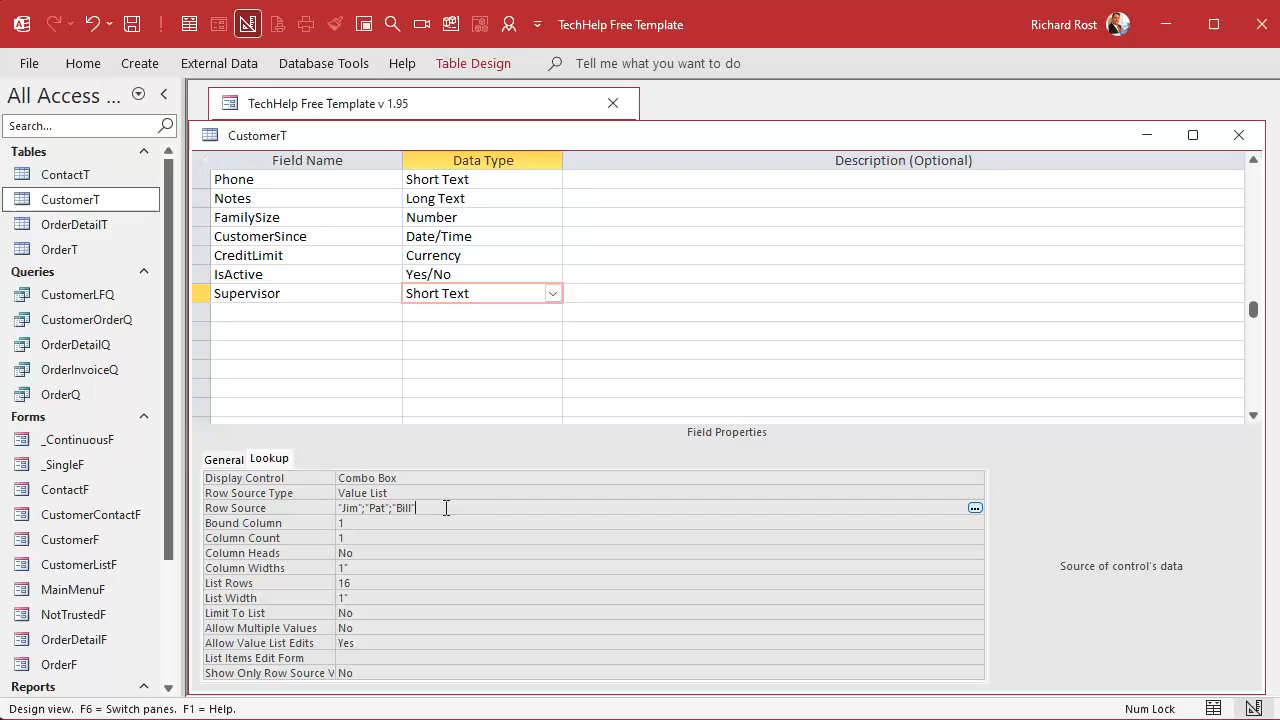 TechHelp Free Template
Richard Rost
File Home Create External Data Database Tools Help Table Design Tell me what you want to do
All Access ...
Search...
Tables
ContactT
CustomerT
OrderDetailT
OrderT
Queries
CustomerLFQ
CustomerOrderQ
OrderDetailQ
OrderInvoiceQ
OrderQ
Forms
_ContinuousF
_SingleF
ContactF
CustomerContactF
CustomerF
CustomerListF
MainMenuF
NotTrustedF
OrderDetailF
OrderF
Reports
TechHelp Free Template v 1.95
CustomerT
Field Name Data Type Description (Optional)
Phone Short Text
Notes Long Text
FamilySize Number
CustomerSince Date/Time
CreditLimit Currency
IsActive Yes/No
Supervisor Short Text
Field Properties
General Lookup
Display Control Combo Box
Row Source Type Value List
Row Source "Jim";"Pat";"Bill"
Bound Column 1
Column Count 1
Column Heads No
Column Widths 1"
List Rows 16
List Width 1"
Limit To List No
Allow Multiple Values No
Allow Value List Edits Yes
List Items Edit Form
Show Only Row Source V No
Source of control's data
Design view. F6 = Switch panes. F1 = Help.
Num Lock